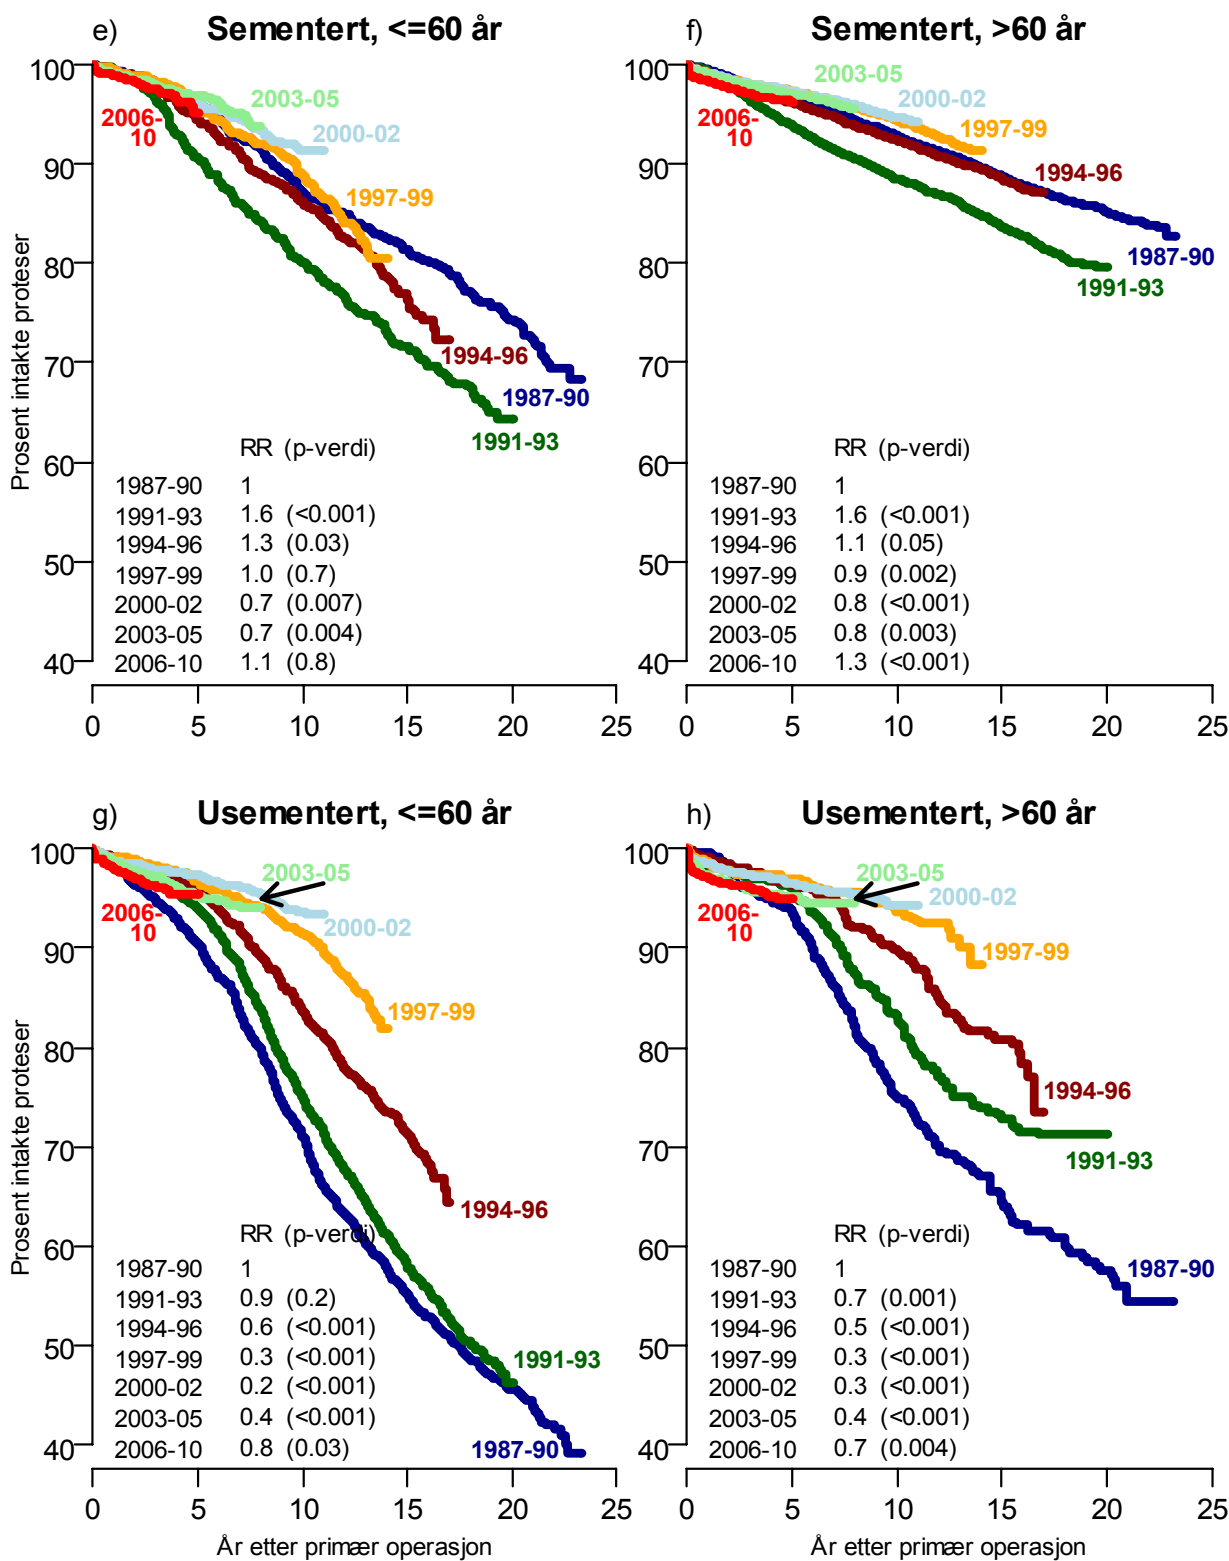 e) Sementert, <=60 år
100
90
80
70
60
50
40
Prosent intakte proteser
2003-05
2000-02
2006-
10
1997-99
1994-96
1987-90
1991-93
RR (p-verdi)
1987-90 1
1991-93 1.6 (<0.001)
1994-96 1.3 (0.03)
1997-99 1.0 (0.7)
2000-02 0.7 (0.007)
2003-05 0.7 (0.004)
2006-10 1.1 (0.8)
0 5 10 15 20 25
f) Sementert, >60 år
100
90
80
70
60
50
40
2003-05
2000-02
2006-
10
1997-99
1994-96
1987-90
1991-93
RR (p-verdi)
1987-90 1
1991-93 1.6 (<0.001)
1994-96 1.1 (0.05)
1997-99 0.9 (0.002)
2000-02 0.8 (<0.001)
2003-05 0.8 (0.003)
2006-10 1.3 (<0.001)
0 5 10 15 20 25
g) Usementert, <=60 år
100
90
80
70
60
50
40
Prosent intakte proteser
2003-05
2006-
10
2000-02
1997-99
1994-96
1991-93
1987-90
RR (p-verdi)
1987-90 1
1991-93 0.9 (0.2)
1994-96 0.6 (<0.001)
1997-99 0.3 (<0.001)
2000-02 0.2 (<0.001)
2003-05 0.4 (<0.001)
2006-10 0.8 (0.03)
0 5 10 15 20 25
År etter primær operasjon
h) Usementert, >60 år
100
90
80
70
60
50
40
2003-05
2000-02
2006-
10
1997-99
1994-96
1991-93
1987-90
RR (p-verdi)
1987-90 1
1991-93 0.7 (0.001)
1994-96 0.5 (<0.001)
1997-99 0.3 (<0.001)
2000-02 0.3 (<0.001)
2003-05 0.4 (<0.001)
2006-10 0.7 (0.004)
0 5 10 15 20 25
År etter primær operasjon